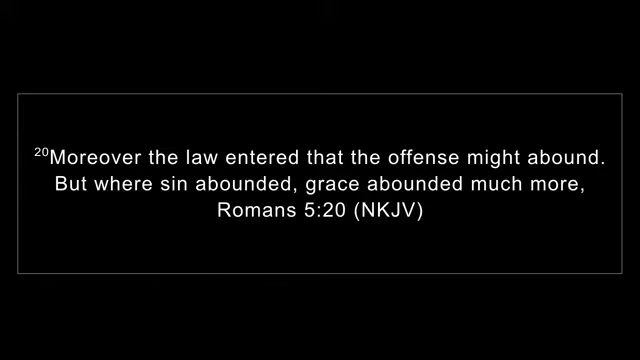 20Moreover the law entered that the offense might abound.
But where sin abounded, grace abounded much more,
Romans 5:20 (NKJV)